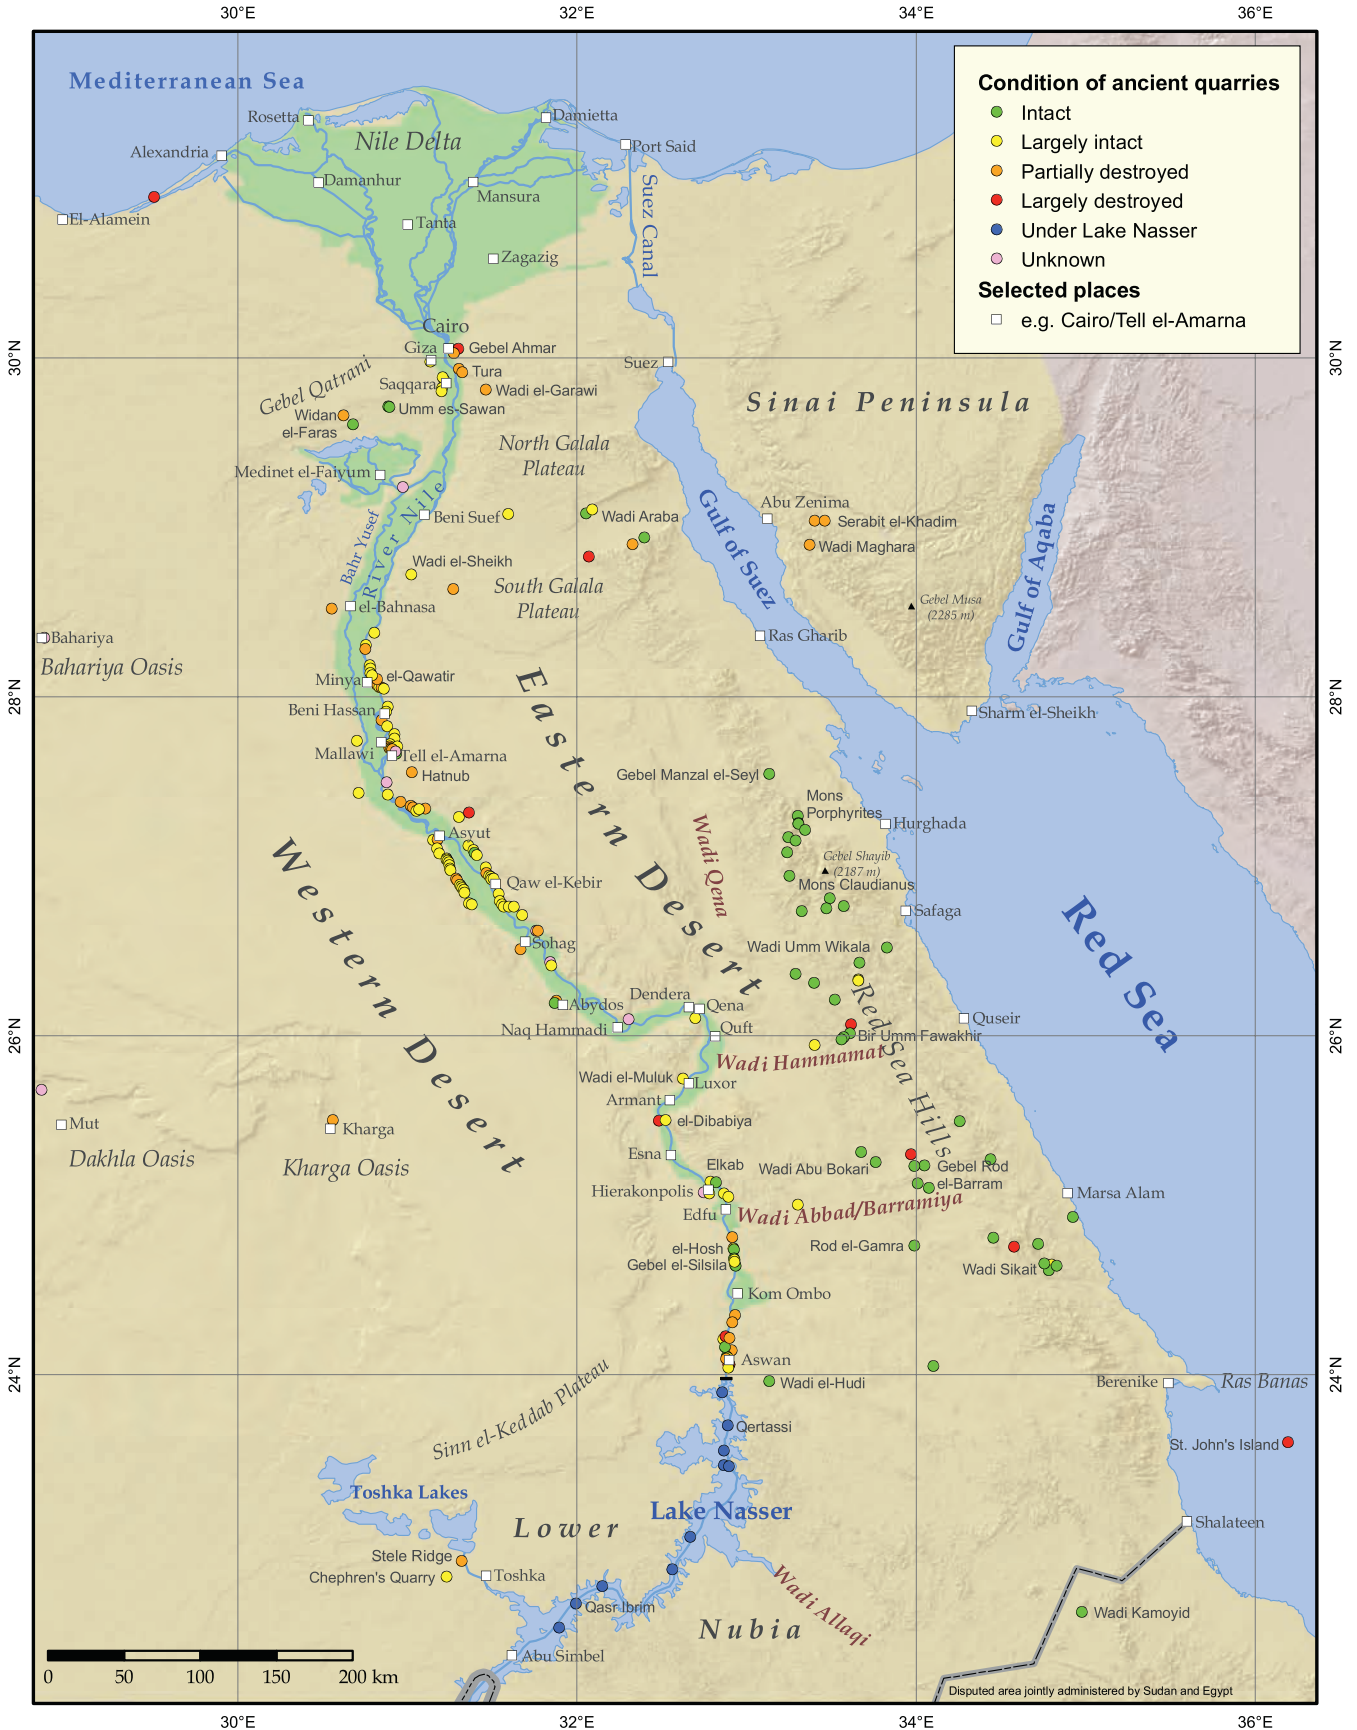 30°E
32°E
34°E
36°E
Mediterranean Sea
Condition of ancient quarries
Intact
Largely intact
Partially destroyed
Largely destroyed
Under Lake Nasser
Unknown
Selected places
e.g. Cairo/Tell el-Amarna
Rosetta
Damietta
Nile Delta
Alexandria
Port Said
Damanhur
Mansura
El-Alamein
Tanta
Suez Canal
Zagazig
Cairo
Giza
Gebel Ahmar
30°N
30°N
Suez
Tura
Gebel Qatrani
Saqqara
Wadi el-Garawi
Sinai Peninsula
Umm es-Sawan
Widan
el-Faras
North Galala
Plateau
Medinet el-Faiyum
Abu Zenima
Beni Suef
Wadi Araba
Serabit el-Khadim
Gulf of Suez
Gulf of Aqaba
Wadi Maghara
River Nile
Bahr Yusef
Wadi el-Sheikh
South Galala
Plateau
Gebel Musa
(2285 m)
el-Bahnasa
Ras Gharib
Bahariya
Bahariya Oasis
Minya
el-Qawatir
28°N
28°N
Beni Hassan
Sharm el-Sheikh
Mallawi
Tell el-Amarna
Hatnub
Gebel Manzal el-Seyl
Eastern Desert
Mons
Porphyrites
Hurghada
Asyut
Wadi Qena
Gebel Shayib
(2187 m)
Western Desert
Qaw el-Kebir
Mons Claudianus
Safaga
Red Sea
Sohag
Wadi Umm Wikala
Dendera
Qena
Abydos
Naq Hammadi
Quft
Quseir
26°N
26°N
Red Sea Hills
Bir Umm Fawakhir
Wadi Hammamat
Wadi el-Muluk
Luxor
Armant
Mut
Kharga
el-Dibabiya
Dakhla Oasis
Kharga Oasis
Esna
Elkab
Wadi Abu Bokari
Gebel Rod
el-Barram
Hierakonpolis
Marsa Alam
Edfu
Wadi Abbad/Barramiya
el-Hosh
Rod el-Gamra
Gebel el-Silsila
Wadi Sikait
Kom Ombo
Aswan
24°N
24°N
Wadi el-Hudi
Berenike
Ras Banas
Sinn el-Keddab Plateau
Qertassi
St. John's Island
Toshka Lakes
Lake Nasser
Lower
Shalateen
Stele Ridge
Chephren's Quarry
Toshka
Wadi Allaqi
Qasr Ibrim
Wadi Kamoyid
Nubia
Abu Simbel
0 50 100 150 200 km
Disputed area jointly administered by Sudan and Egypt
30°E
32°E
34°E
36°E